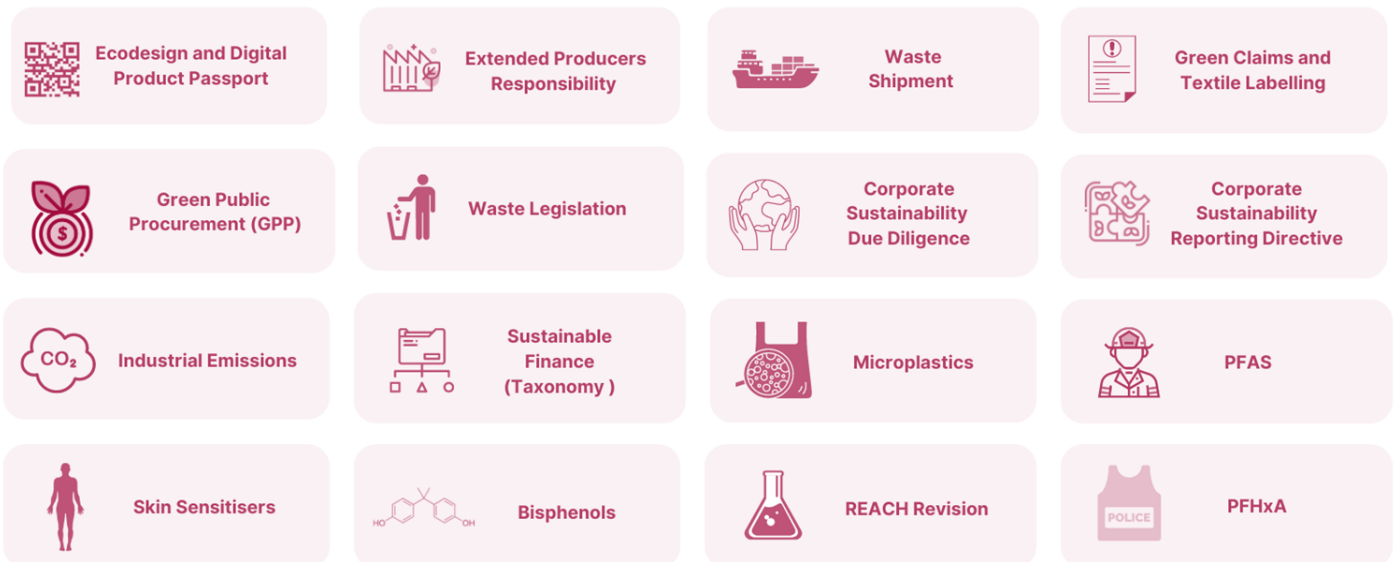 Ecodesign and Digital
Product Passport
Extended Producers
Responsibility
Waste
Shipment
Green Claims and
Textile Labelling
$
Green Public
Procurement (GPP)
Waste Legislation
Corporate
Sustainability
Due Diligence
Corporate
Sustainability
Reporting Directive
CO₂
Industrial Emissions
Sustainable
Finance
(Taxonomy )
Microplastics
PFAS
Skin Sensitisers
HO
OH
Bisphenols
REACH Revision
POLICE
PFHxA